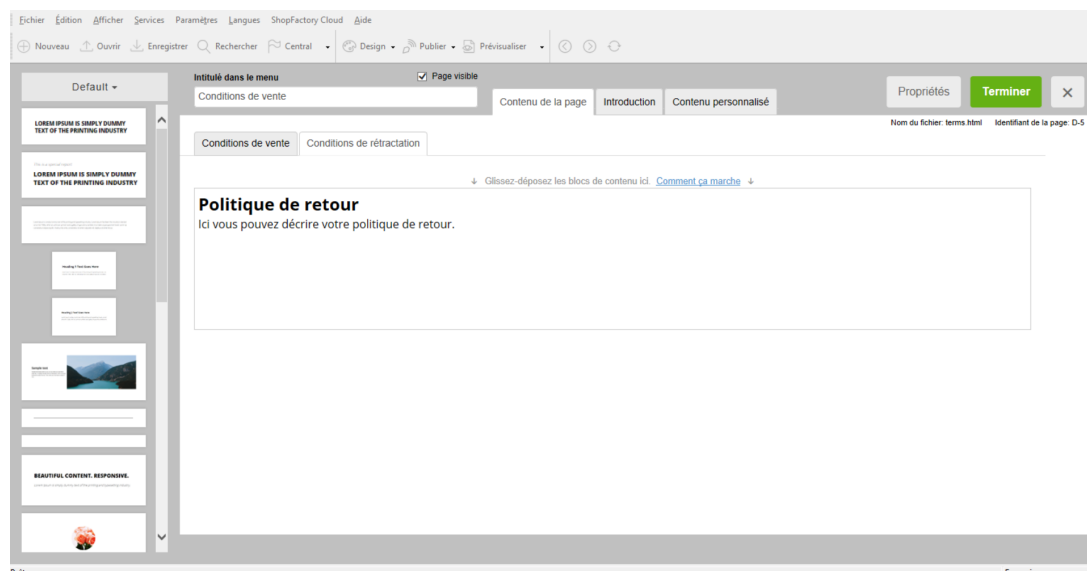 Fichier Édition Afficher Services Paramètres Langues ShopFactory Cloud Aide
Nouveau Ouvrir Enregistrer Rechercher Central Design Publier Prévisualiser
Default
Intitulé dans le menu
Page visible
Conditions de vente
Contenu de la page Introduction Contenu personnalisé
Propriétés Terminer
Nom du fichier: terms.html Identifiant de la page: D-5
Conditions de vente Conditions de rétractation
Glissez-déposez les blocs de contenu ici. Comment ça marche
Politique de retour
Ici vous pouvez décrire votre politique de retour.
LOREM IPSUM IS SIMPLY DUMMY
TEXT OF THE PRINTING INDUSTRY
LOREM IPSUM IS SIMPLY DUMMY
TEXT OF THE PRINTING INDUSTRY
BEAUTIFUL CONTENT. RESPONSIVE.